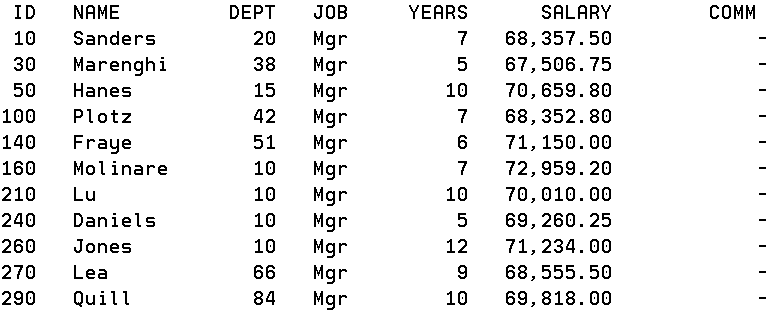 ID NAME DEPT JOB YEARS SALARY COMM
10 Sanders 20 Mgr 7 68,357.50 -
30 Marenghi 38 Mgr 5 67,506.75 -
50 Hanes 15 Mgr 10 70,659.80 -
100 Plotz 42 Mgr 7 68,352.80 -
140 Fraye 51 Mgr 6 71,150.00 -
160 Molinare 10 Mgr 7 72,959.20 -
210 Lu 10 Mgr 10 70,010.00 -
240 Daniels 10 Mgr 5 69,260.25 -
260 Jones 10 Mgr 12 71,234.00 -
270 Lea 66 Mgr 9 68,555.50 -
290 Quill 84 Mgr 10 69,818.00 -